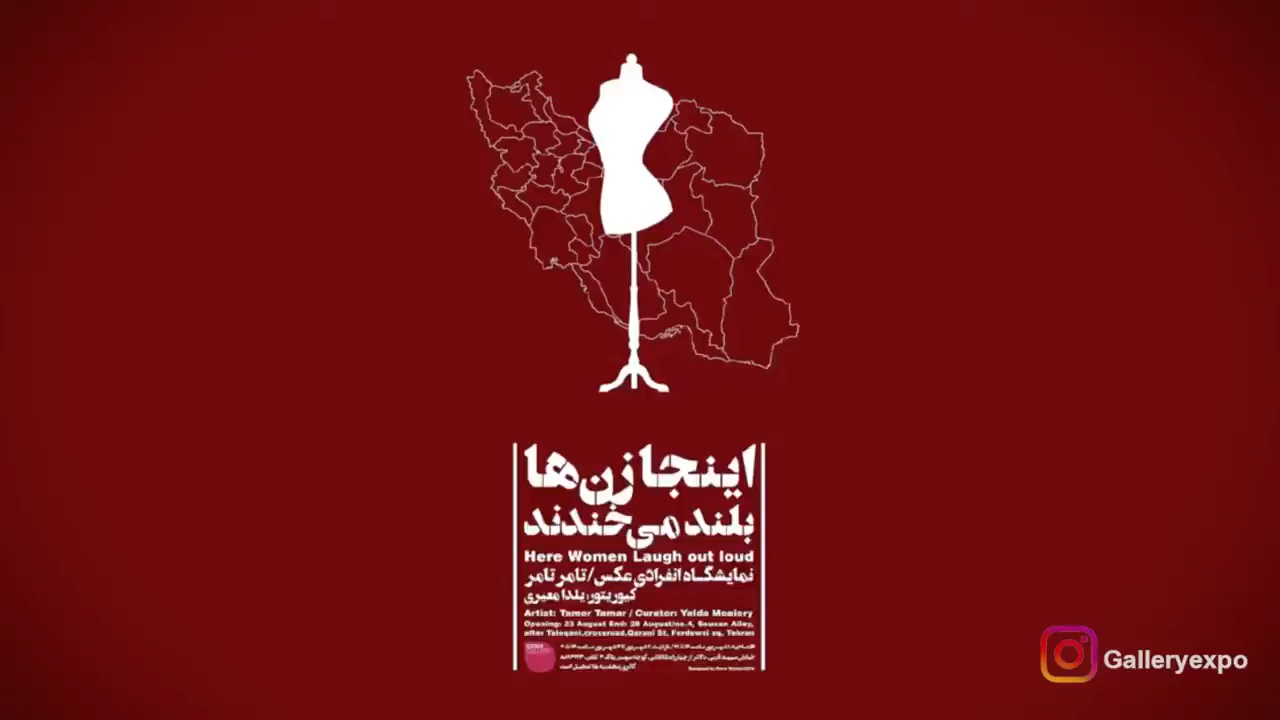 اینجا زن‌ها
بلند می‌خندند
Here Women Laugh out loud
نمایشگاه انفرادی عکس/تامر تامر
کیوریتور: یلدا معیری
Artist: Tamer Tamar / Curator: Yalda Moaiery
Opening: 23 August End: 28 August/no.4, Sousan Alley,
after Taleqani,crossroad,Qarani St, Ferdowsi sq, Tehran
Galleryexpo